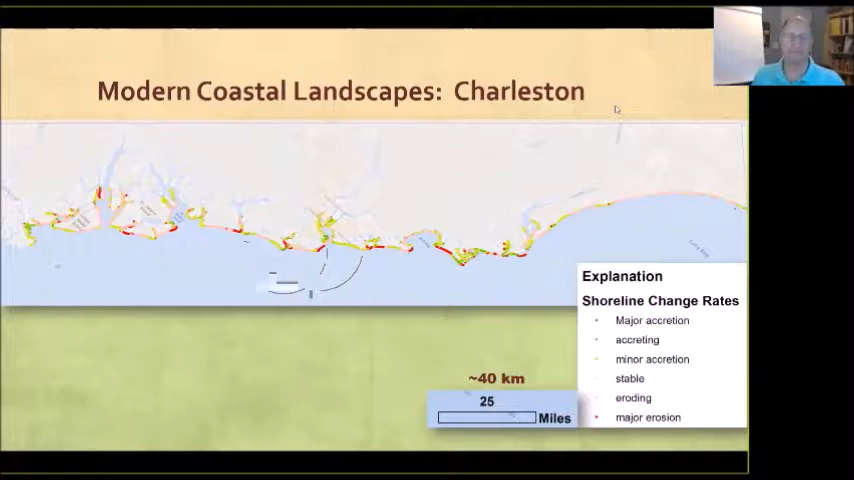 Modern Coastal Landscapes: Charleston
Explanation
Shoreline Change Rates
Major accretion
accreting
minor accretion
stable
eroding
major erosion
~40 km
25
Miles